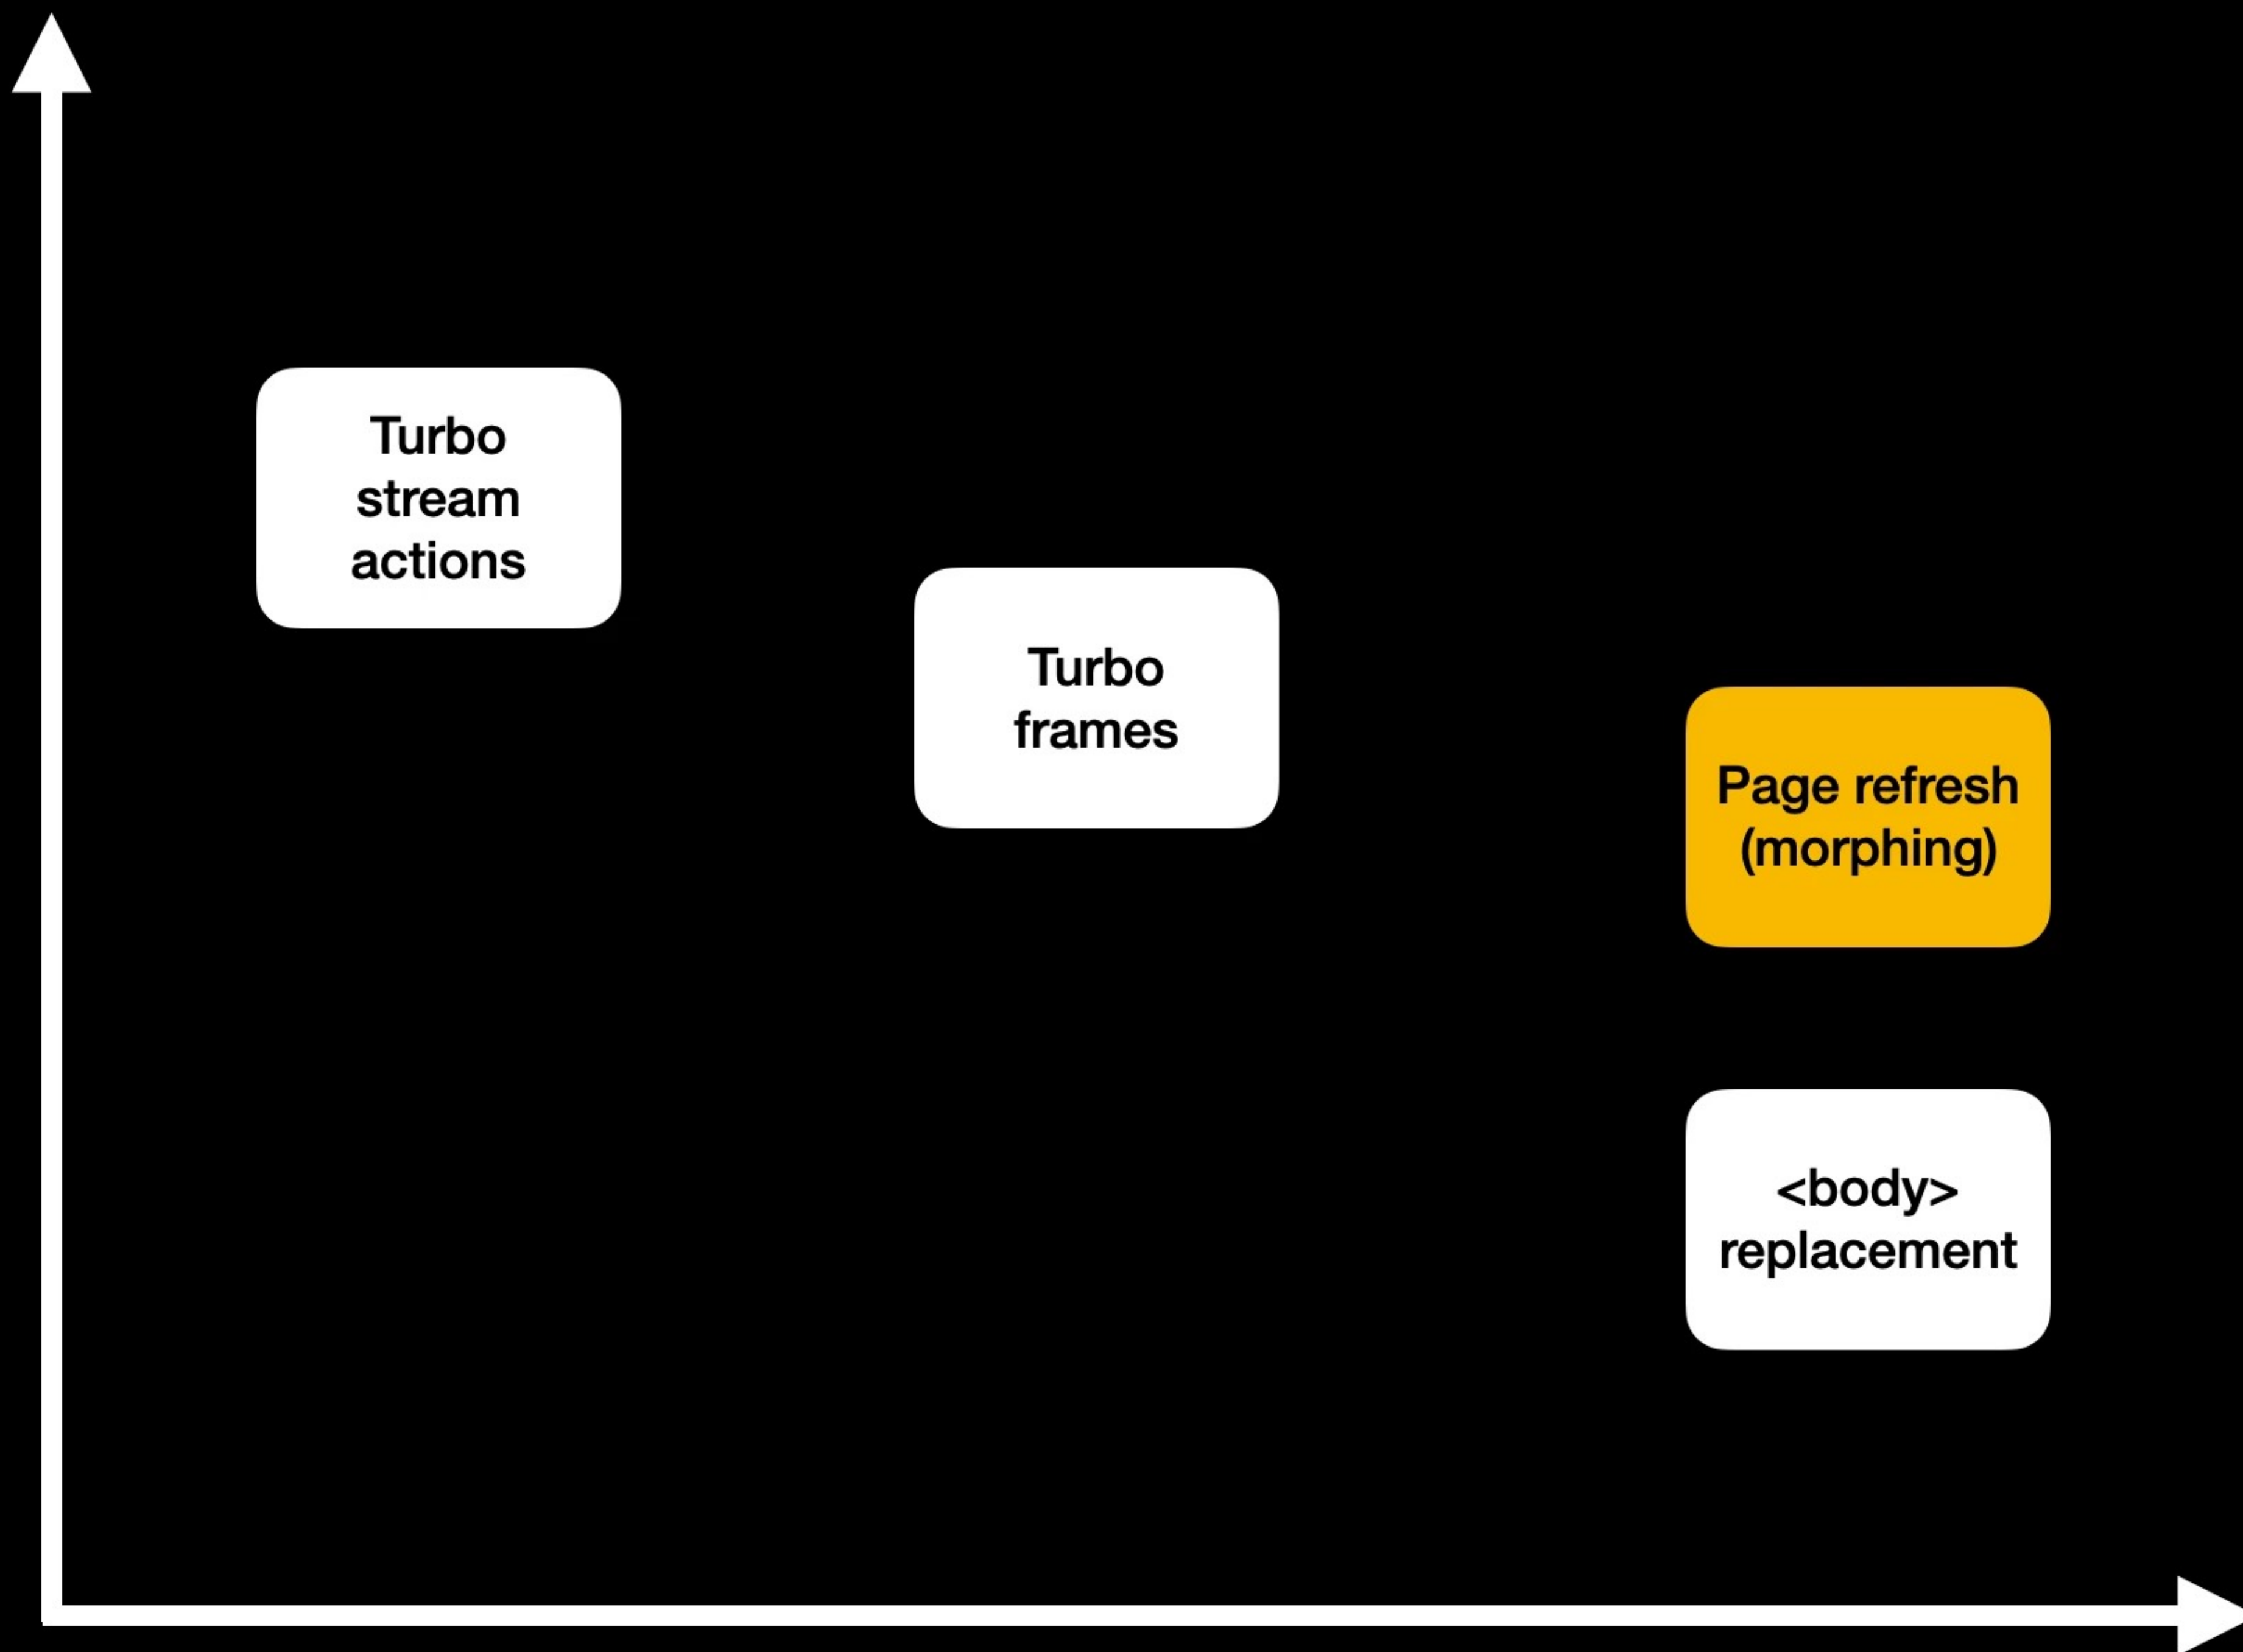 Turbo
stream
actions
Turbo
frames
Page refresh
(morphing)
<body>
replacement